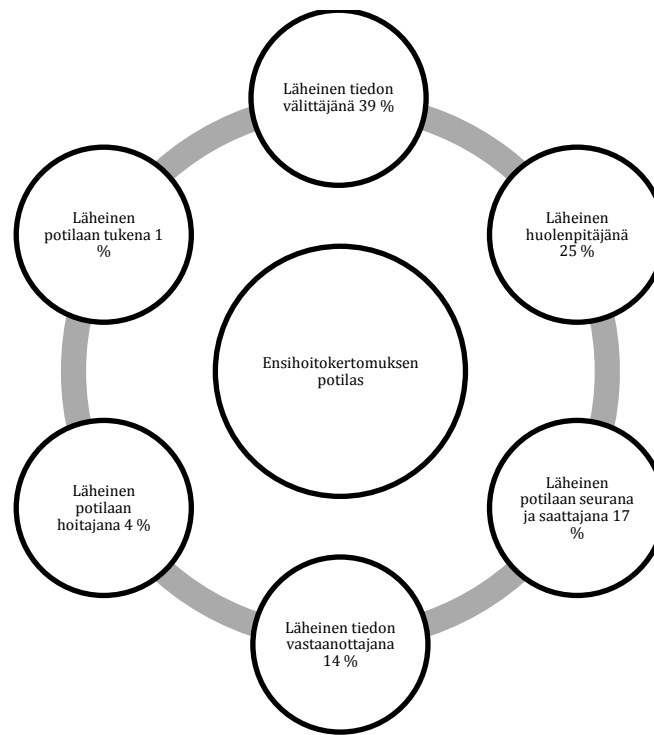 Läheinen tiedon
välittäjänä 39 %
Läheinen
huolenpitäjänä
25 %
Läheinen
potilaan seurana
ja saattajana 17
%
Läheinen tiedon
vastaanottajana
14 %
Läheinen
potilaan
hoitajana 4 %
Läheinen
potilaan tukena 1
%
Ensihoitokertomuksen
potilas